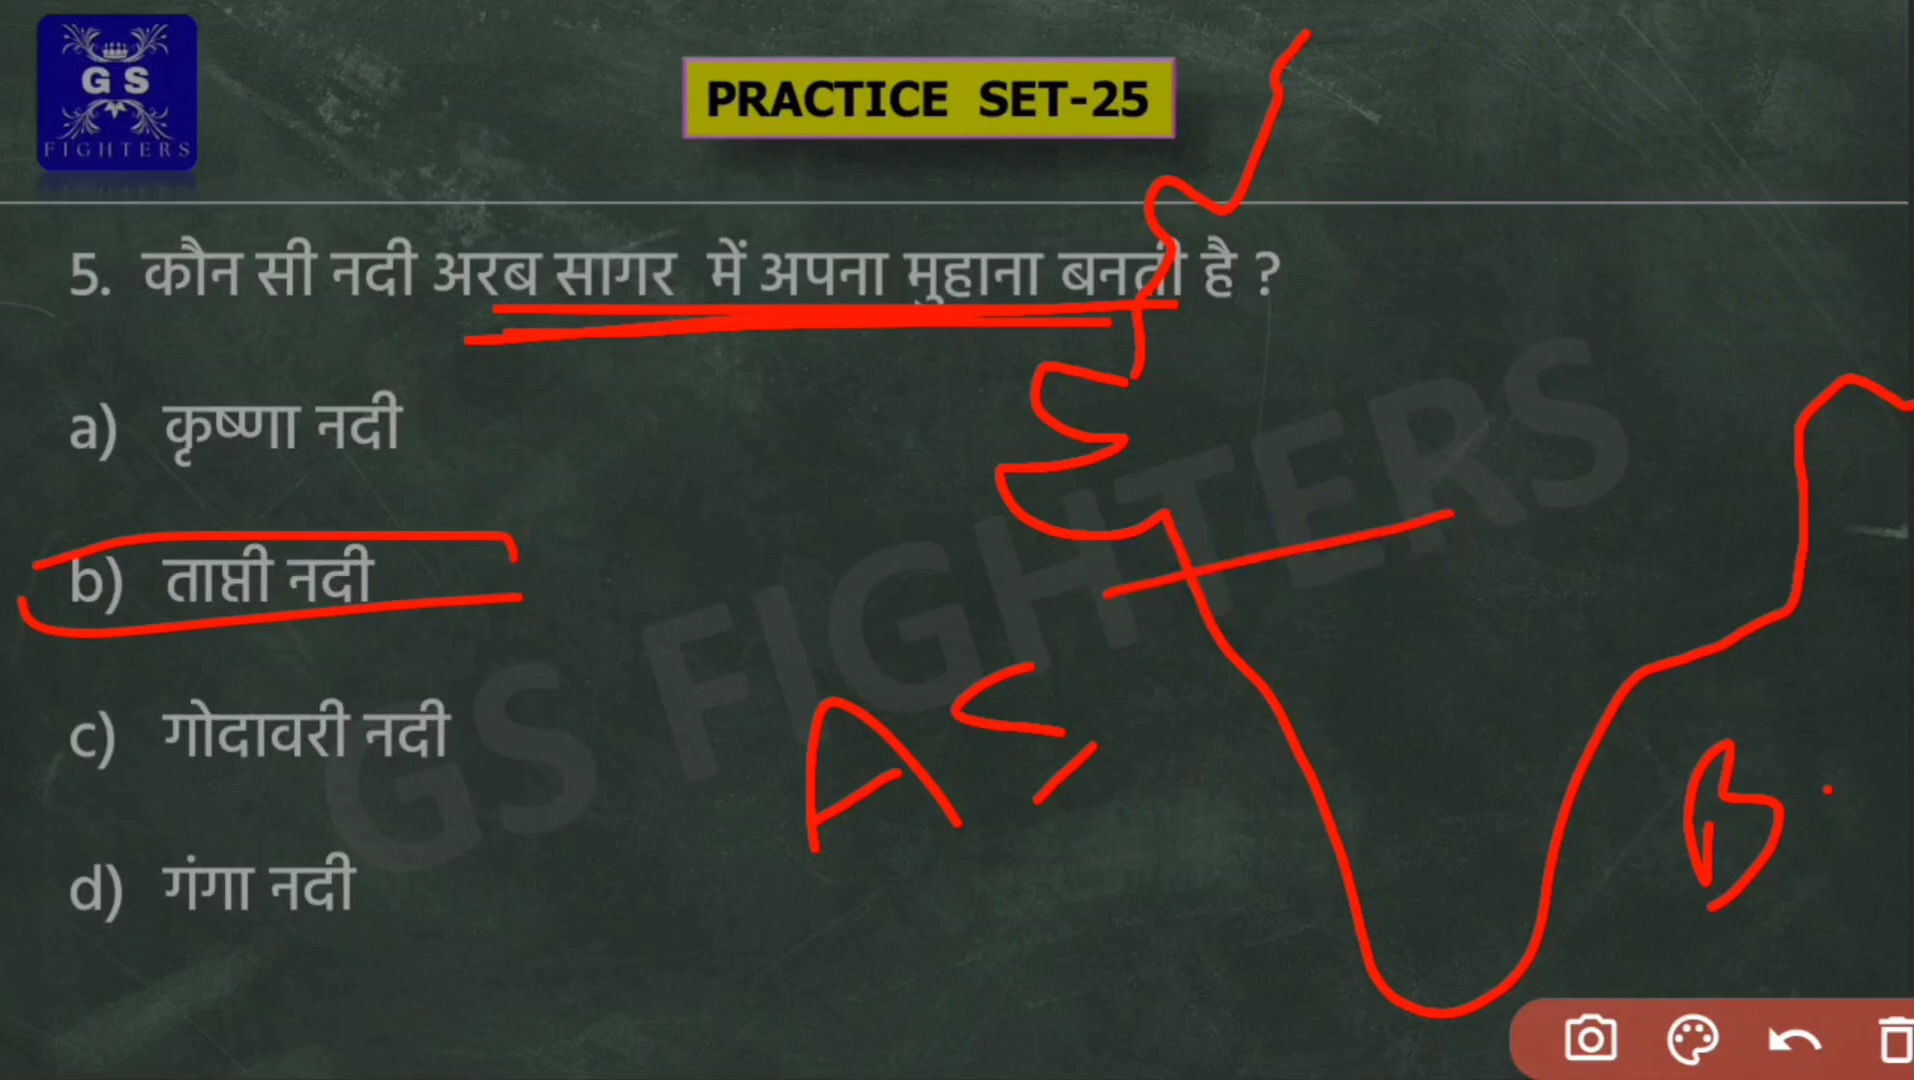 G S
FIGHTERS
PRACTICE SET-25
5. कौन सी नदी अरब सागर में अपना मुहाना बनती है ?
a) कृष्णा नदी
b) ताप्ती नदी
c) गोदावरी नदी
d) गंगा नदी
GS FIGHTERS
AS
B